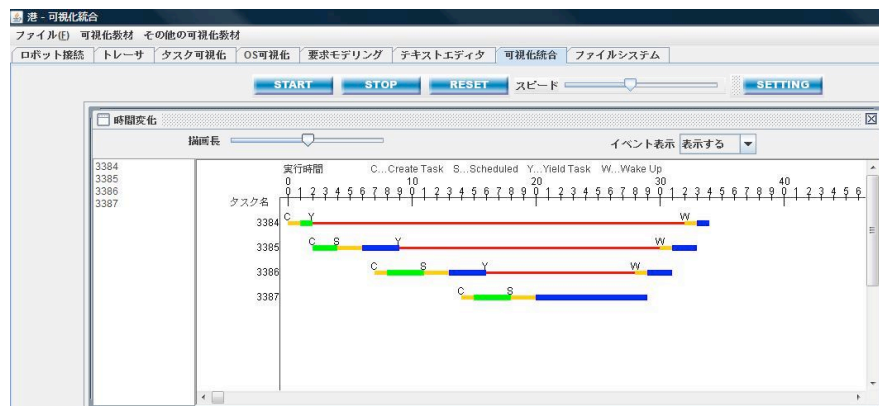 港 - 可視化統合
ファイル(F) 可視化教材 その他の可視化教材
ロボット接続 トレーサ タスク可視化 OS可視化 要求モデリング テキストエディタ 可視化統合 ファイルシステム
START STOP RESET スピード SETTING
時間変化
描画長 イベント表示 表示する
3384
3385
3386
3387
実行時間 C...Create Task S...Scheduled Y...Yield Task W...Wake Up
0 10 20 30 40
タスク名 0 1 2 3 4 5 6 7 8 9 0 1 2 3 4 5 6 7 8 9 0 1 2 3 4 5 6 7 8 9 0 1 2 3 4 5 6 7 8 9 0 1 2 3 4 5 6
3384 C Y W
3385 C S Y W
3386 C S Y W
3387 C S